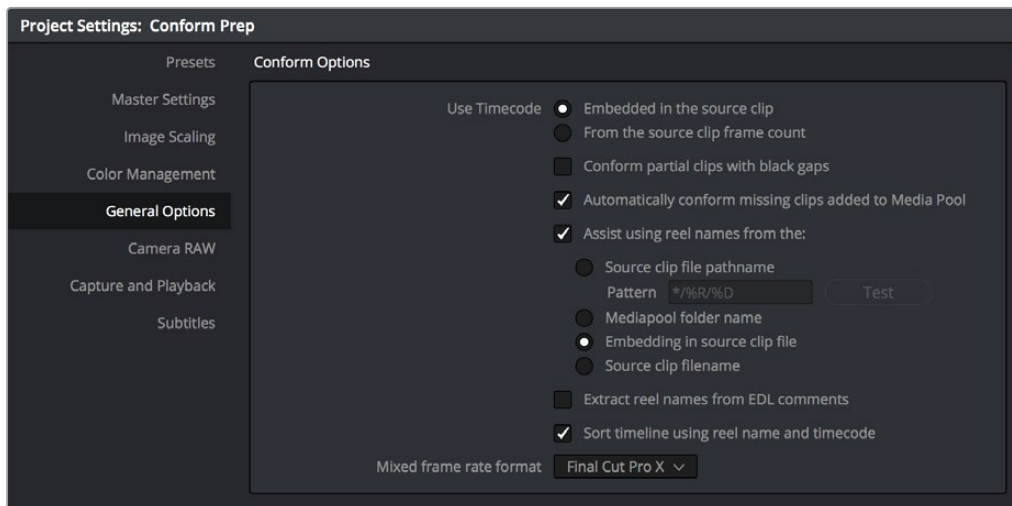 Project Settings: Conform Prep
Presets
Master Settings
Image Scaling
Color Management
General Options
Camera RAW
Capture and Playback
Subtitles
Conform Options
Use Timecode Embedded in the source clip
From the source clip frame count
Conform partial clips with black gaps
Automatically conform missing clips added to Media Pool
Assist using reel names from the:
Source clip file pathname
Pattern */%R/%D Test
Mediapool folder name
Embedding in source clip file
Source clip filename
Extract reel names from EDL comments
Sort timeline using reel name and timecode
Mixed frame rate format Final Cut Pro X